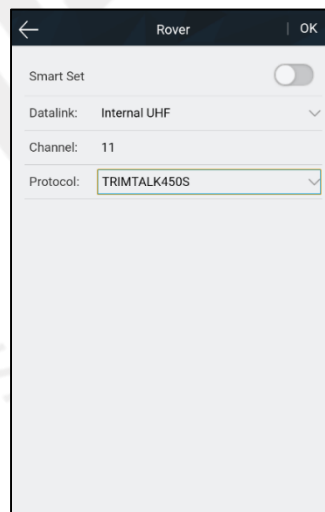 Rover | OK
Smart Set
Datalink: Internal UHF
Channel: 11
Protocol: TRIMTALK450S